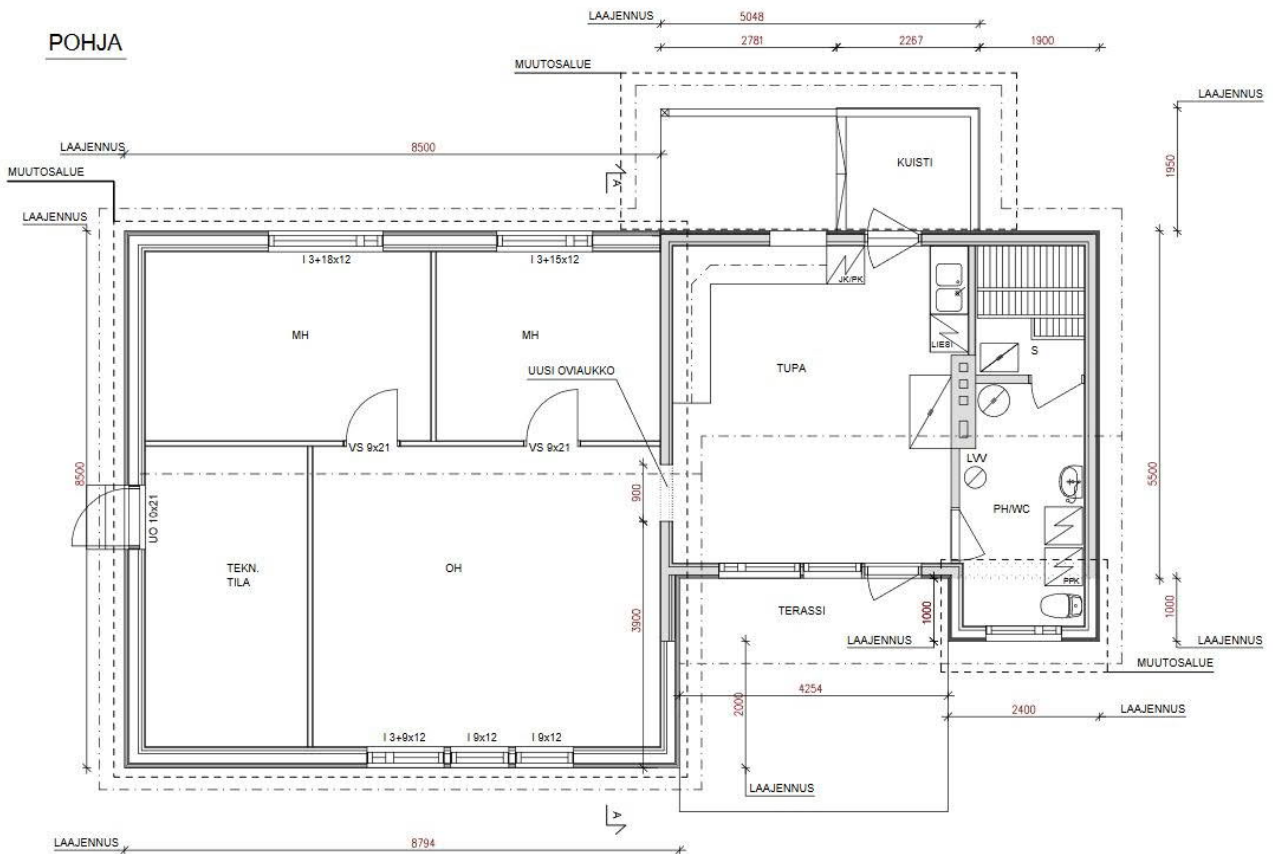 LAAJENNUS
5048
POHJA
2781
2267
1900
MUUTOSALUE
LAAJENNUS
LAAJENNUS
8500
KUISTI
1950
MUUTOSALUE
A
LAAJENNUS
I 3+18x12
I 3+15x12
JK/PK
MH
MH
LIESI
S
UUSI OVIAUKKO
TUPA
VS 9x21
VS 9x21
LVV
8500
900
5500
UO 10x21
PH/WC
TEKN.
TILA
OH
PPK
TERASSI
1000
1000
3900
LAAJENNUS
LAAJENNUS
MUUTOSALUE
4254
2000
2400
LAAJENNUS
I 3+9x12
I 9x12
I 9x12
LAAJENNUS
A
LAAJENNUS
8794